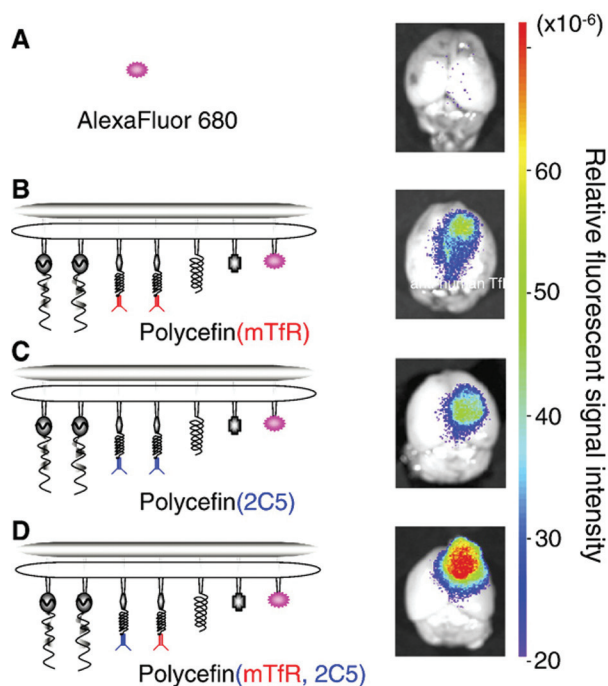 A
AlexaFluor 680
B
Polycefin(mTfR)
C
Polycefin(2C5)
D
Polycefin(mTfR, 2C5)
(x10⁻⁶)
60
50
40
30
20
Relative fluorescent signal intensity